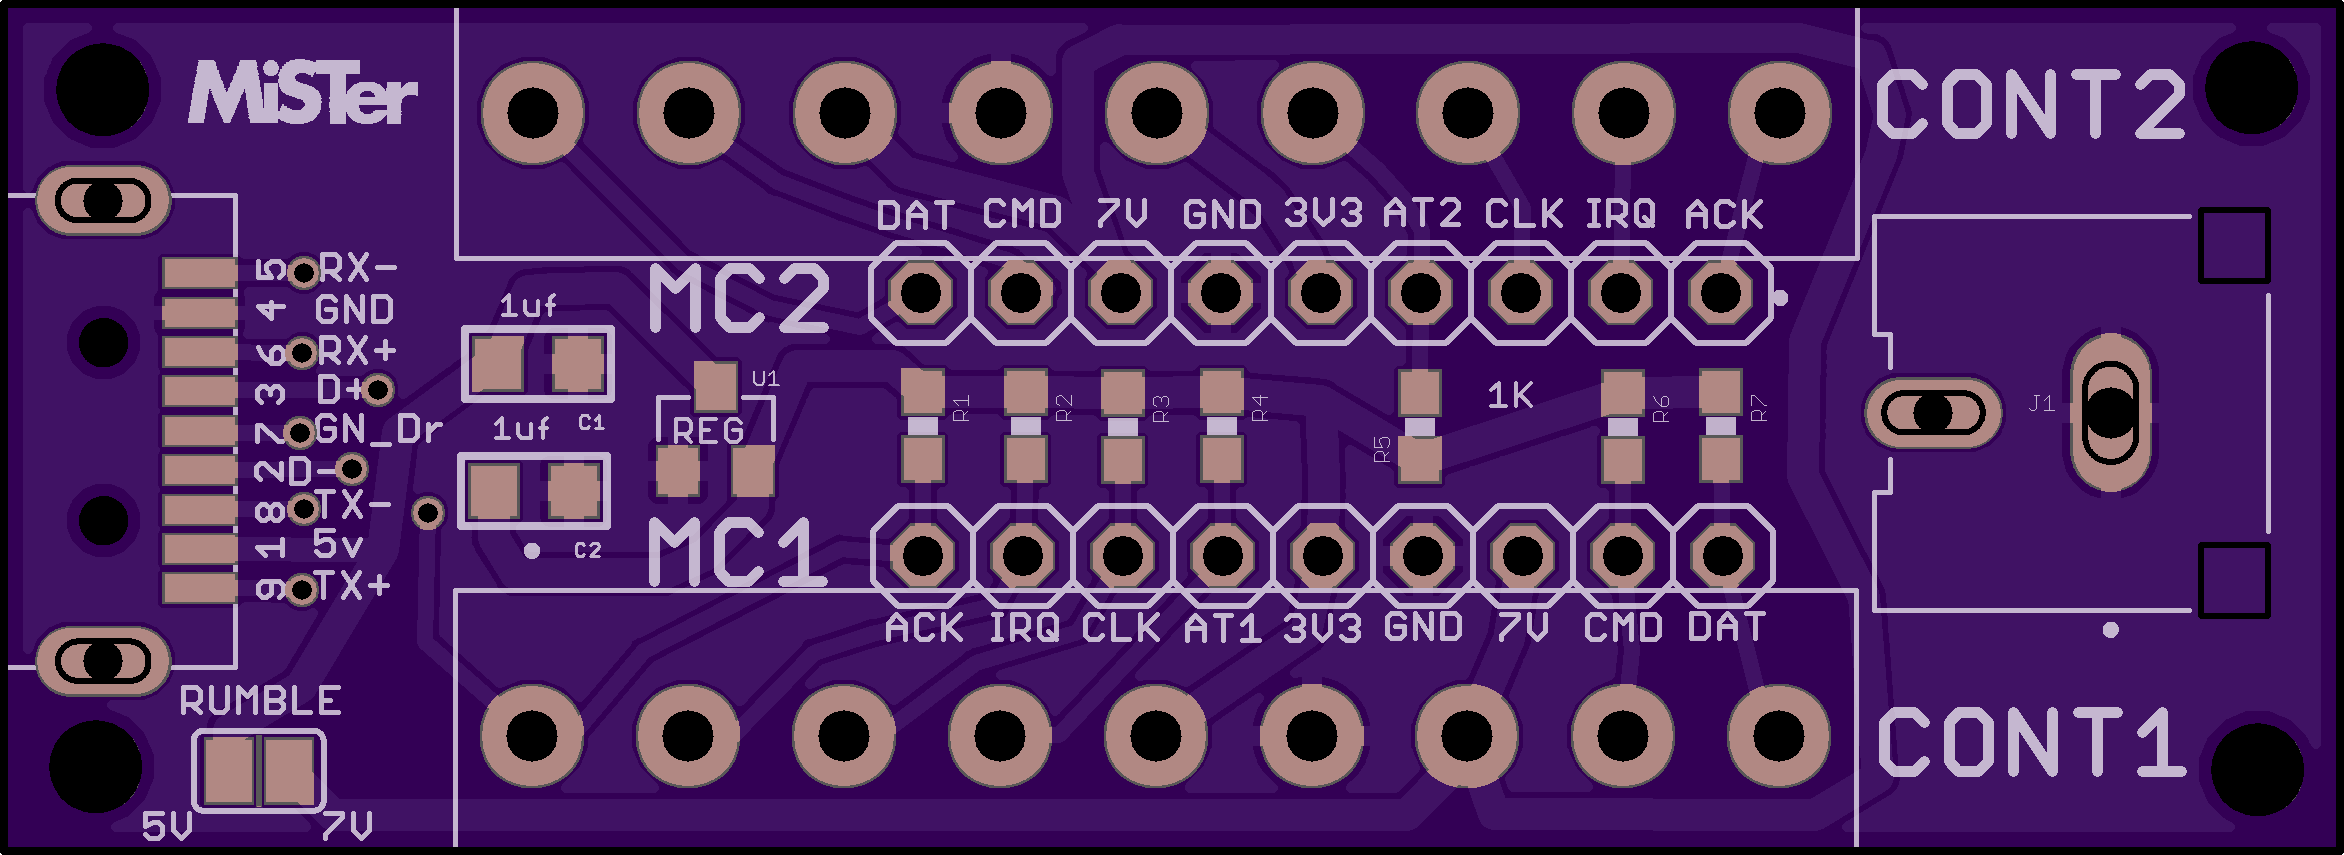 MiSTer
CONT2
DAT CMD 7V GND 3V3 AT2 CLK IRQ ACK
5 RX-
4 GND
6 RX+
3 D+
7 GN_Dr
2 D-
8 TX-
1 5v
9 TX+
1uf
C1
1uf
C2
MC2
U1
REG
MC1
R1 R2 R3 R4 R5 1K R6 R7
J1
ACK IRQ CLK AT1 3V3 GND 7V CMD DAT
RUMBLE
5V 7V
CONT1